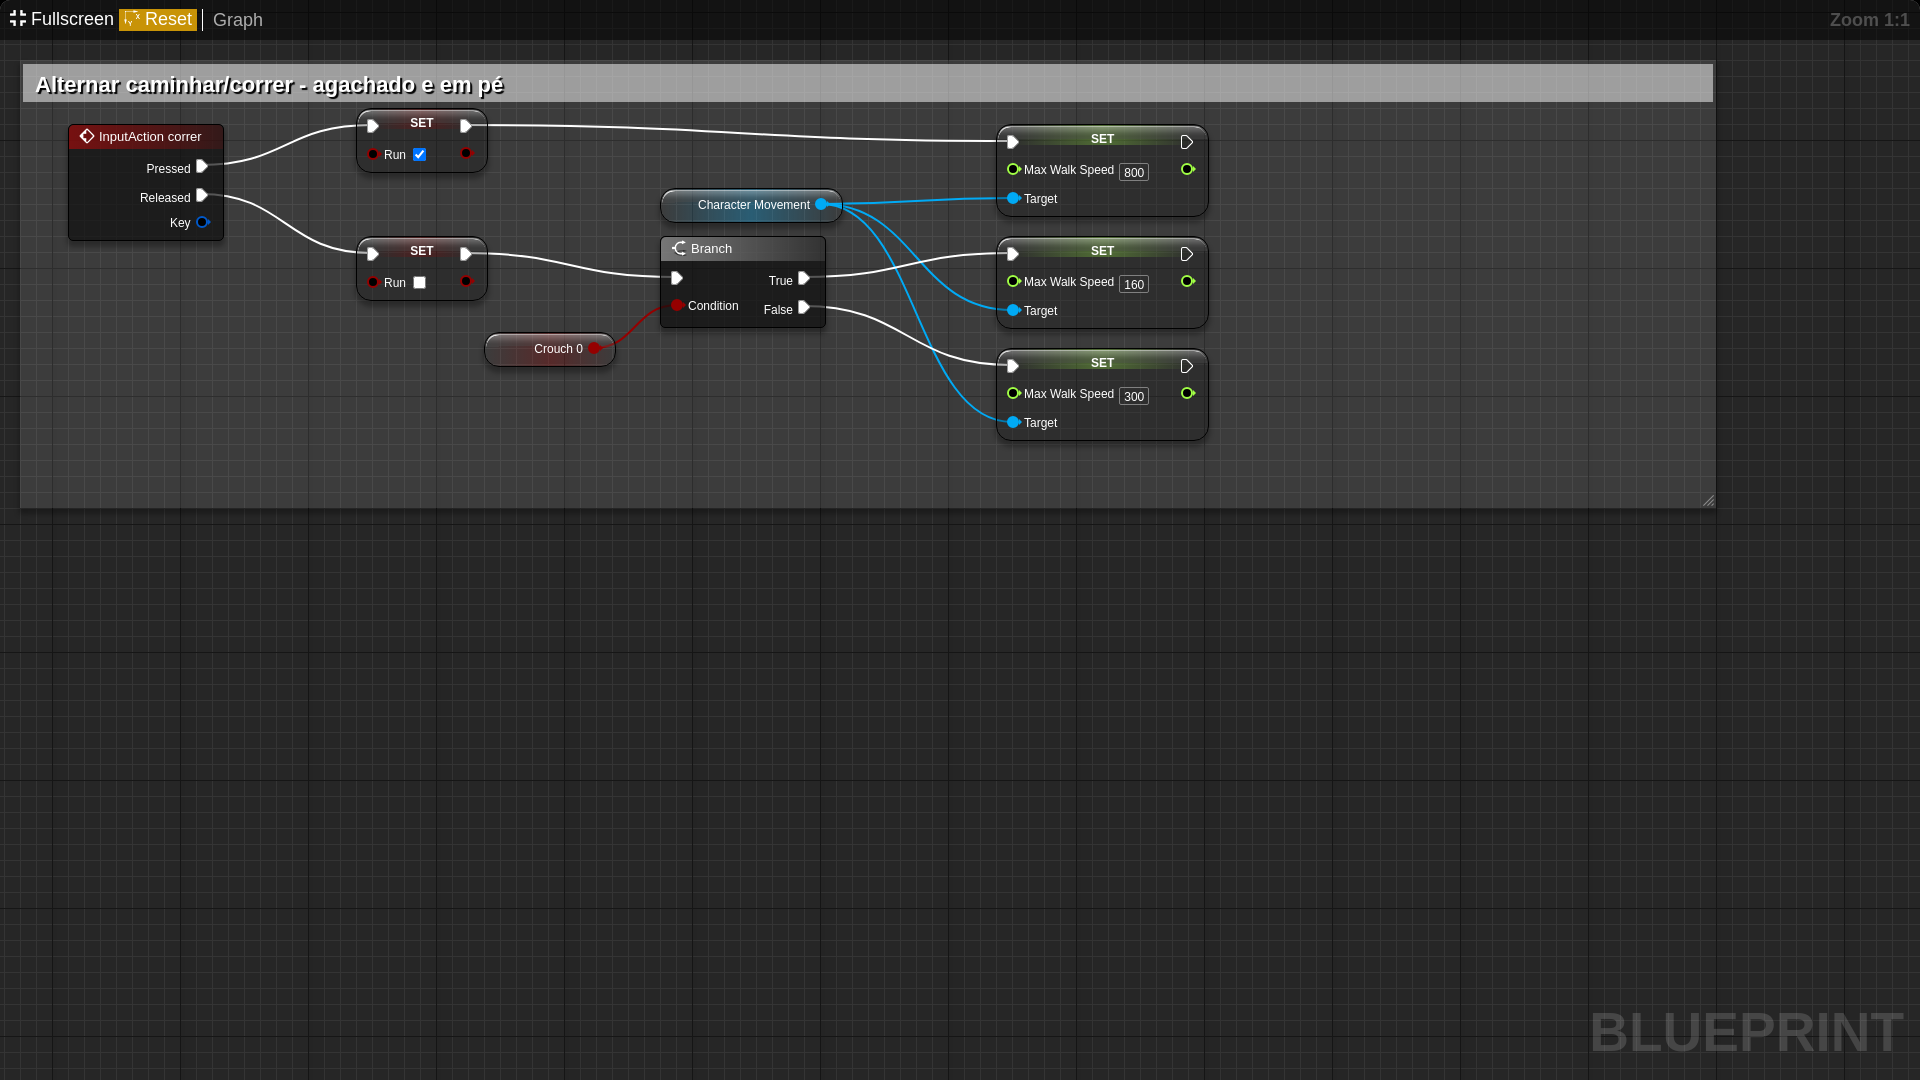 Fullscreen Reset Graph Zoom 1:1
Alternar caminhar/correr - agachado e em pé
InputAction correr
Pressed
Released
Key
SET
Run
SET
Run
Crouch 0
Character Movement
Branch
True
Condition
False
SET
Max Walk Speed 800
Target
SET
Max Walk Speed 160
Target
SET
Max Walk Speed 300
Target
BLUEPRINT